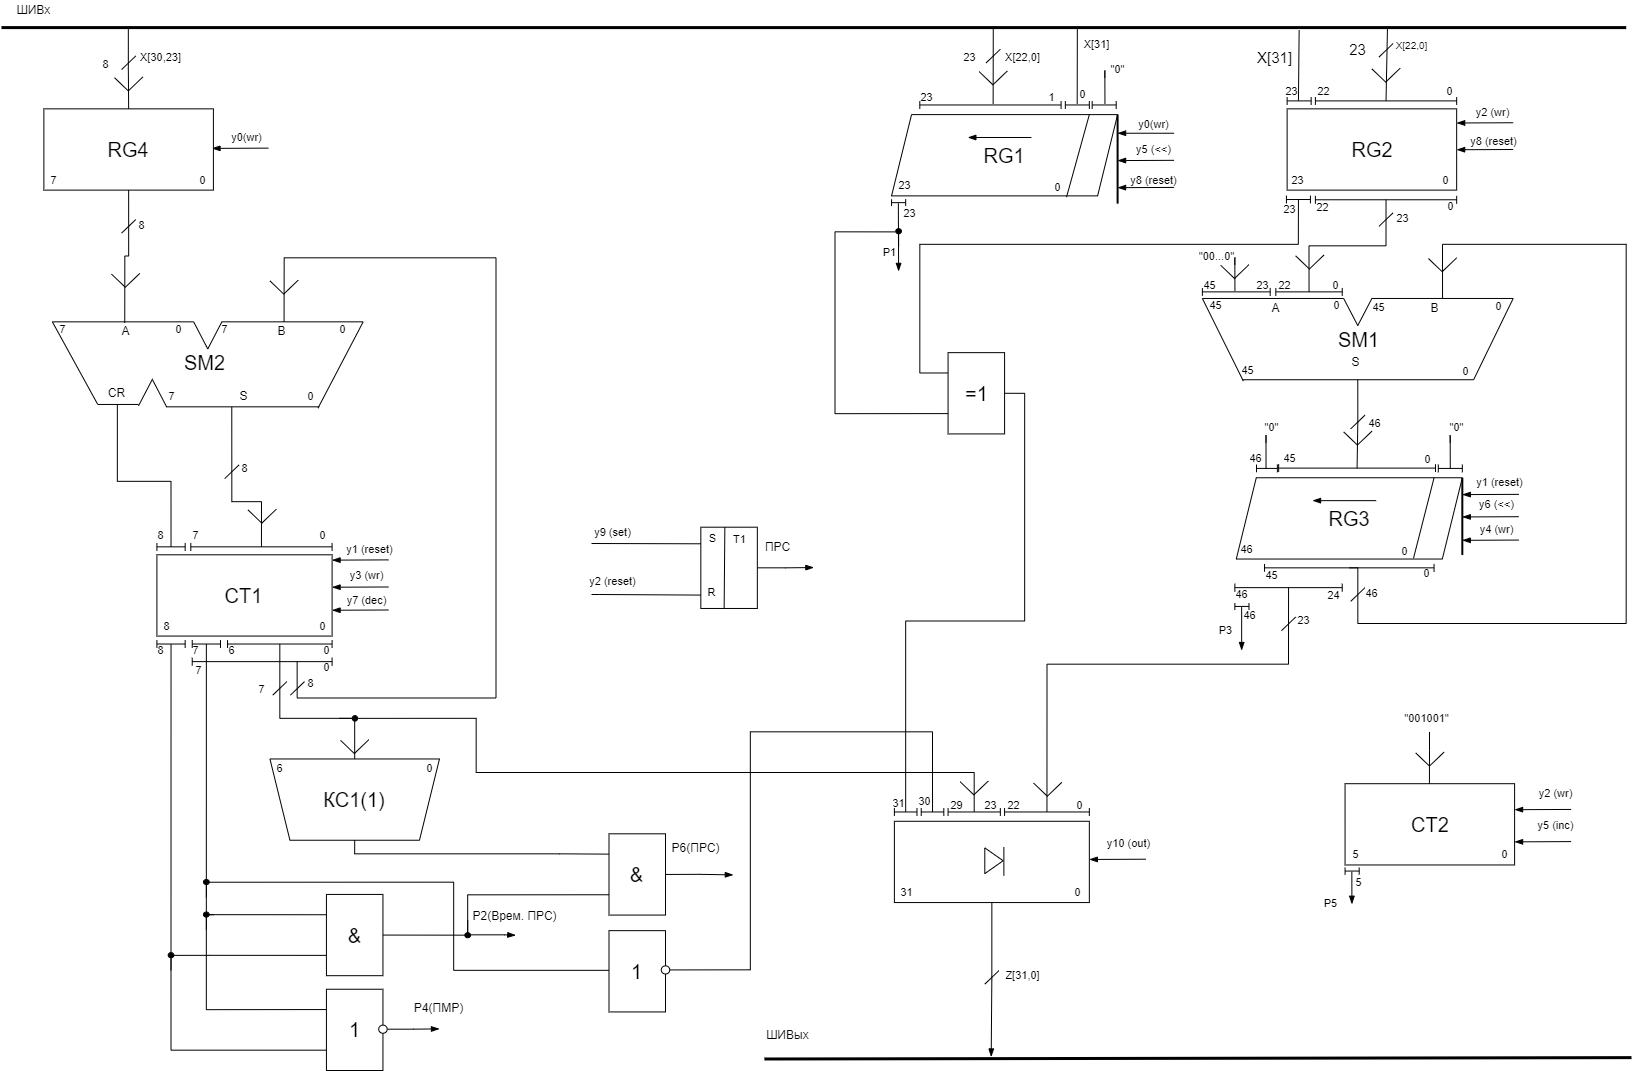 ШИВх
8
X[30,23]
y0(wr)
RG4
7
0
8
7
A
0
7
B
0
SM2
CR
7
S
0
8
8
7
0
y1 (reset)
y3 (wr)
y7 (dec)
CT1
8
0
8
7
6
0
7
0
7
8
6
0
КС1(1)
&
P6(ПРС)
P2(Врем. ПРС)
&
1
1
P4(ПМР)
y9 (set)
y2 (reset)
S
T1
R
ПРС
23
X[22,0]
X[31]
"0"
23
1
0
RG1
23
0
y0(wr)
y5 (<<)
y8 (reset)
23
P1
=1
X[31]
23
X[22,0]
23
22
0
RG2
23
0
y2 (wr)
y8 (reset)
23
22
0
23
"00...0"
45
23
22
0
45
A
0
45
B
0
SM1
S
45
0
46
"0"
"0"
46
45
0
RG3
46
0
y1 (reset)
y6 (<<)
y4 (wr)
45
0
46
24
46
46
P3
23
31
30
29
23
22
0
31
0
y10 (out)
Z[31,0]
ШИВых
"001001"
CT2
5
0
y2 (wr)
y5 (inc)
5
P5